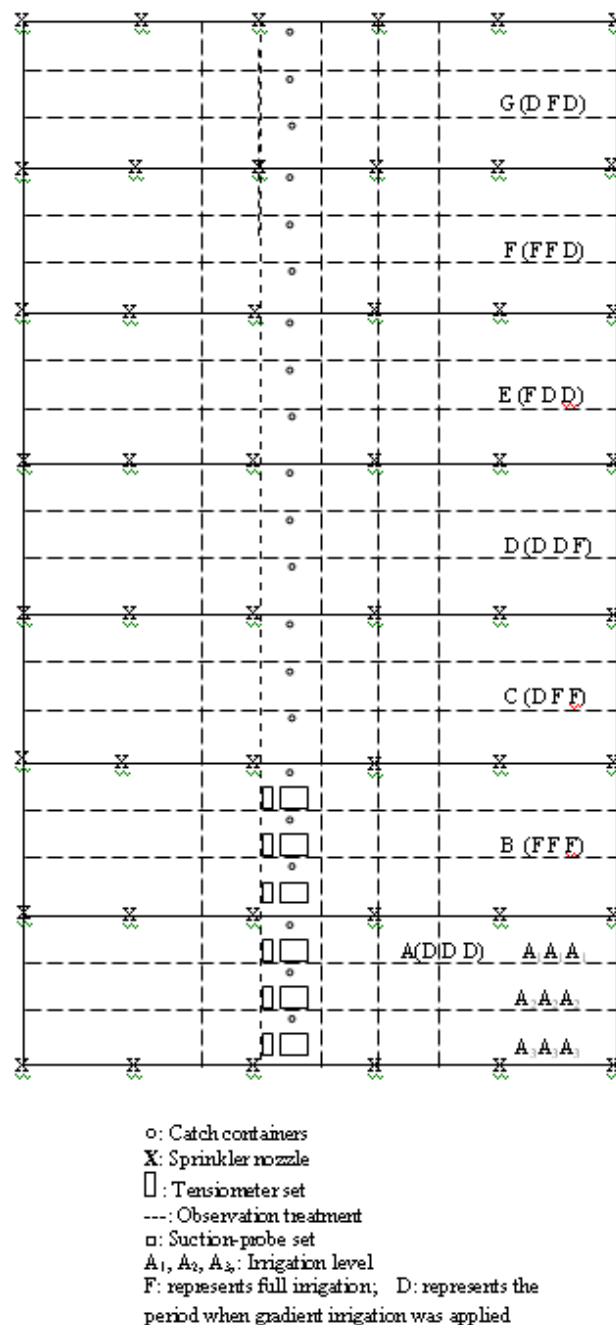 X X X X X X
G (D F D)
X X X X X X
F (F F D)
X X X X X X
E (F D D)
X X X X X X
D (D D F)
X X X X X X
C (D F F)
X X X X X X
B (F F F)
X X X X X X
A(D D D) A₁A₁A₁
A₂A₂A₂
A₃A₃A₃
X X X X X X
o: Catch containers
X: Sprinkler nozzle
: Tensiometer set
---: Observation treatment
□: Suction-probe set
A₁, A₂, A₃,: Irrigation level
F: represents full irrigation; D: represents the
period when gradient irrigation was applied